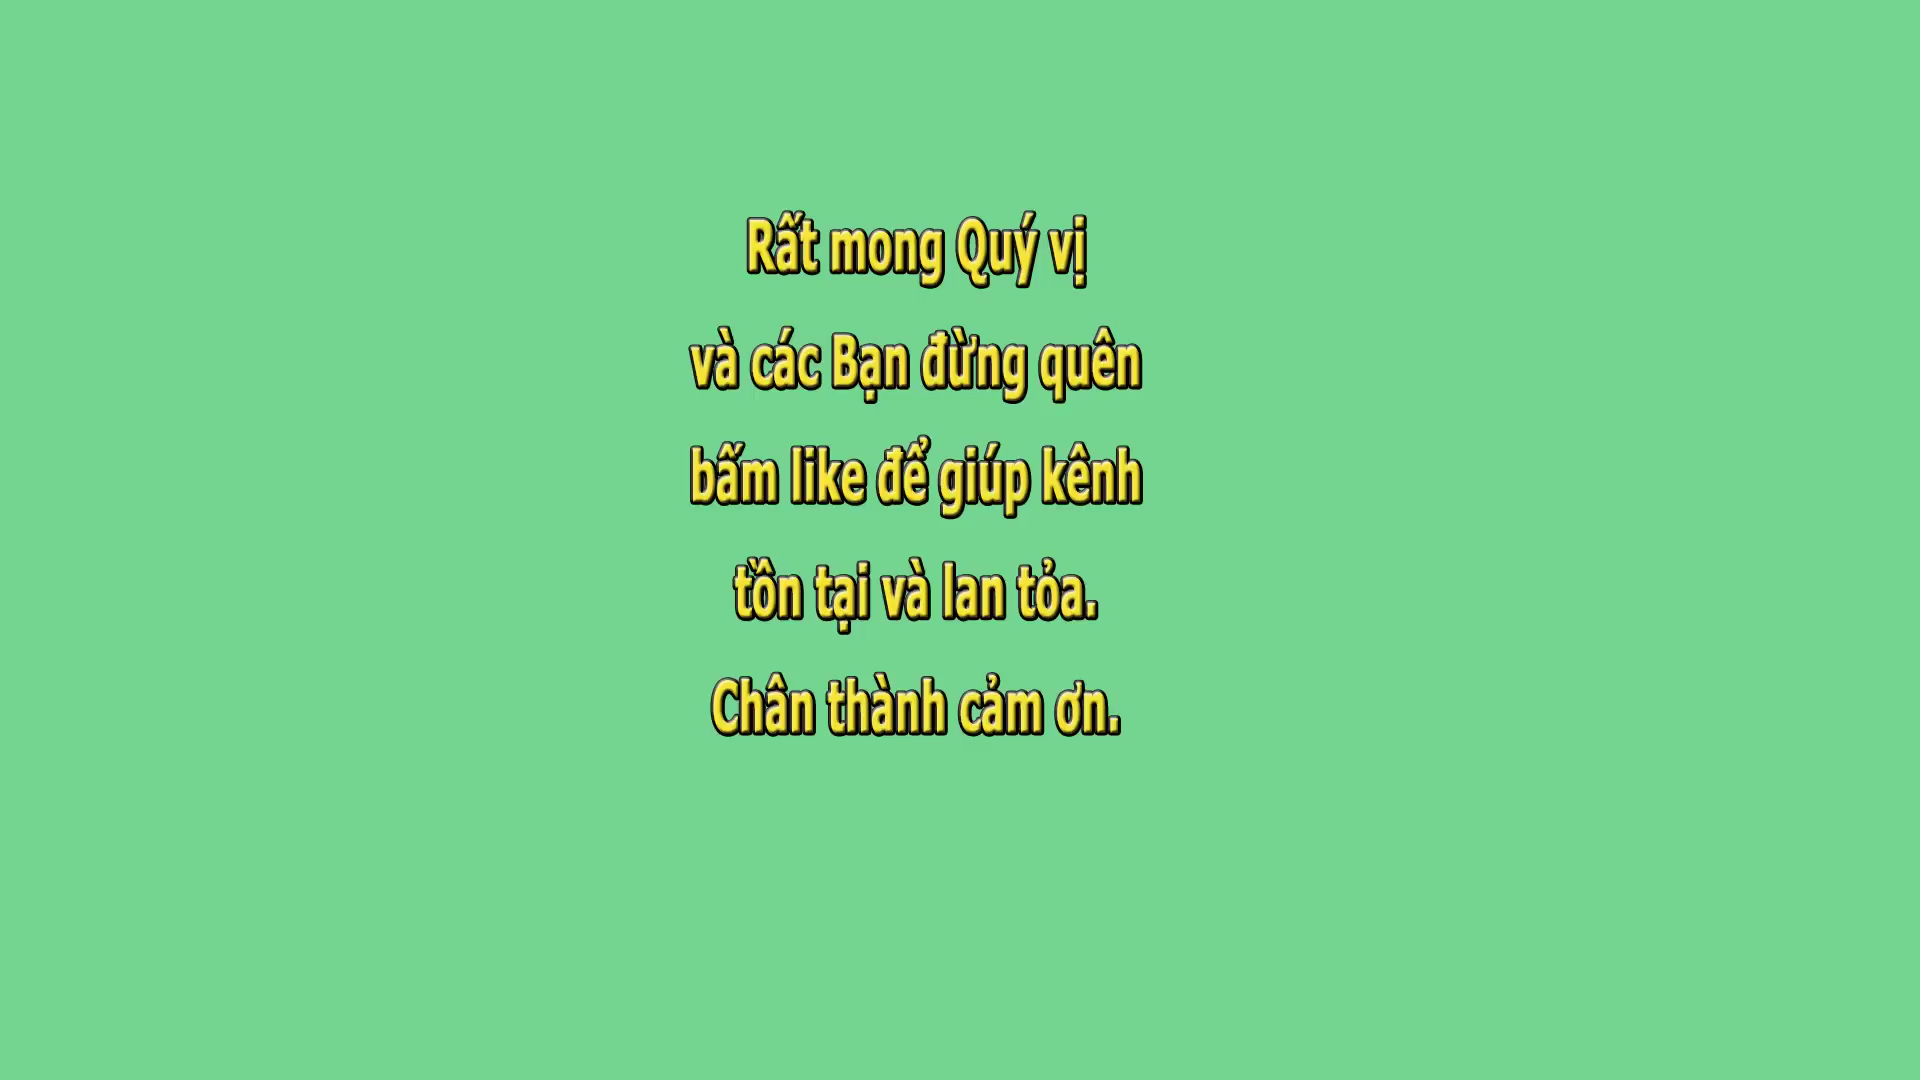 Rất mong Quý vị
và các Bạn đừng quên
bấm like để giúp kênh
tồn tại và lan tỏa.
Chân thành cảm ơn.